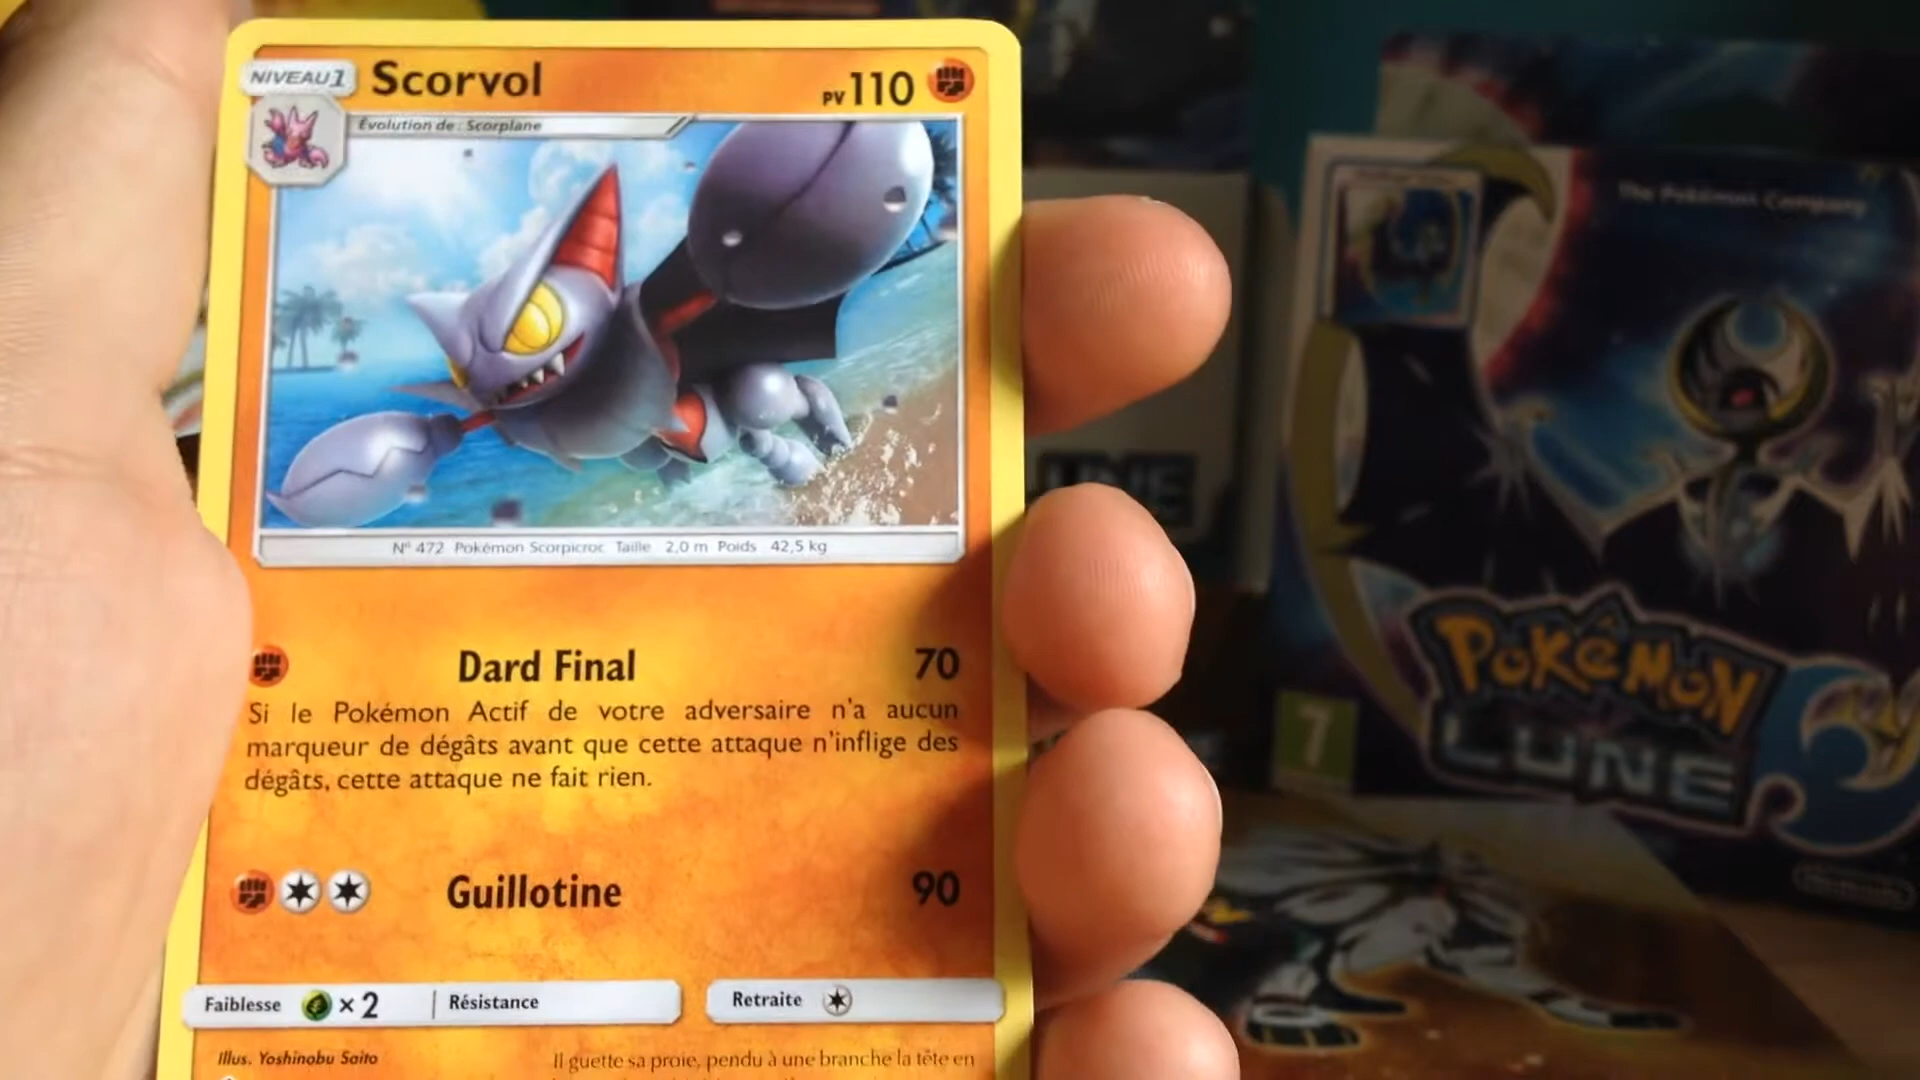 NIVEAU 1
Scorvol
PV 110
Évolution de : Scorplane
N° 472 Pokémon Scorpicroc Taille 2,0 m Poids 42,5 kg
Dard Final 70
Si le Pokémon Actif de votre adversaire n'a aucun
marqueur de dégâts avant que cette attaque n'inflige des
dégâts, cette attaque ne fait rien.
Guillotine 90
Faiblesse ×2 Résistance
Retraite
Illus. Yoshinobu Saito
Il guette sa proie, pendu à une branche la tête en
The Pokémon Company
POKÉMON
LUNE
7
Nintendo